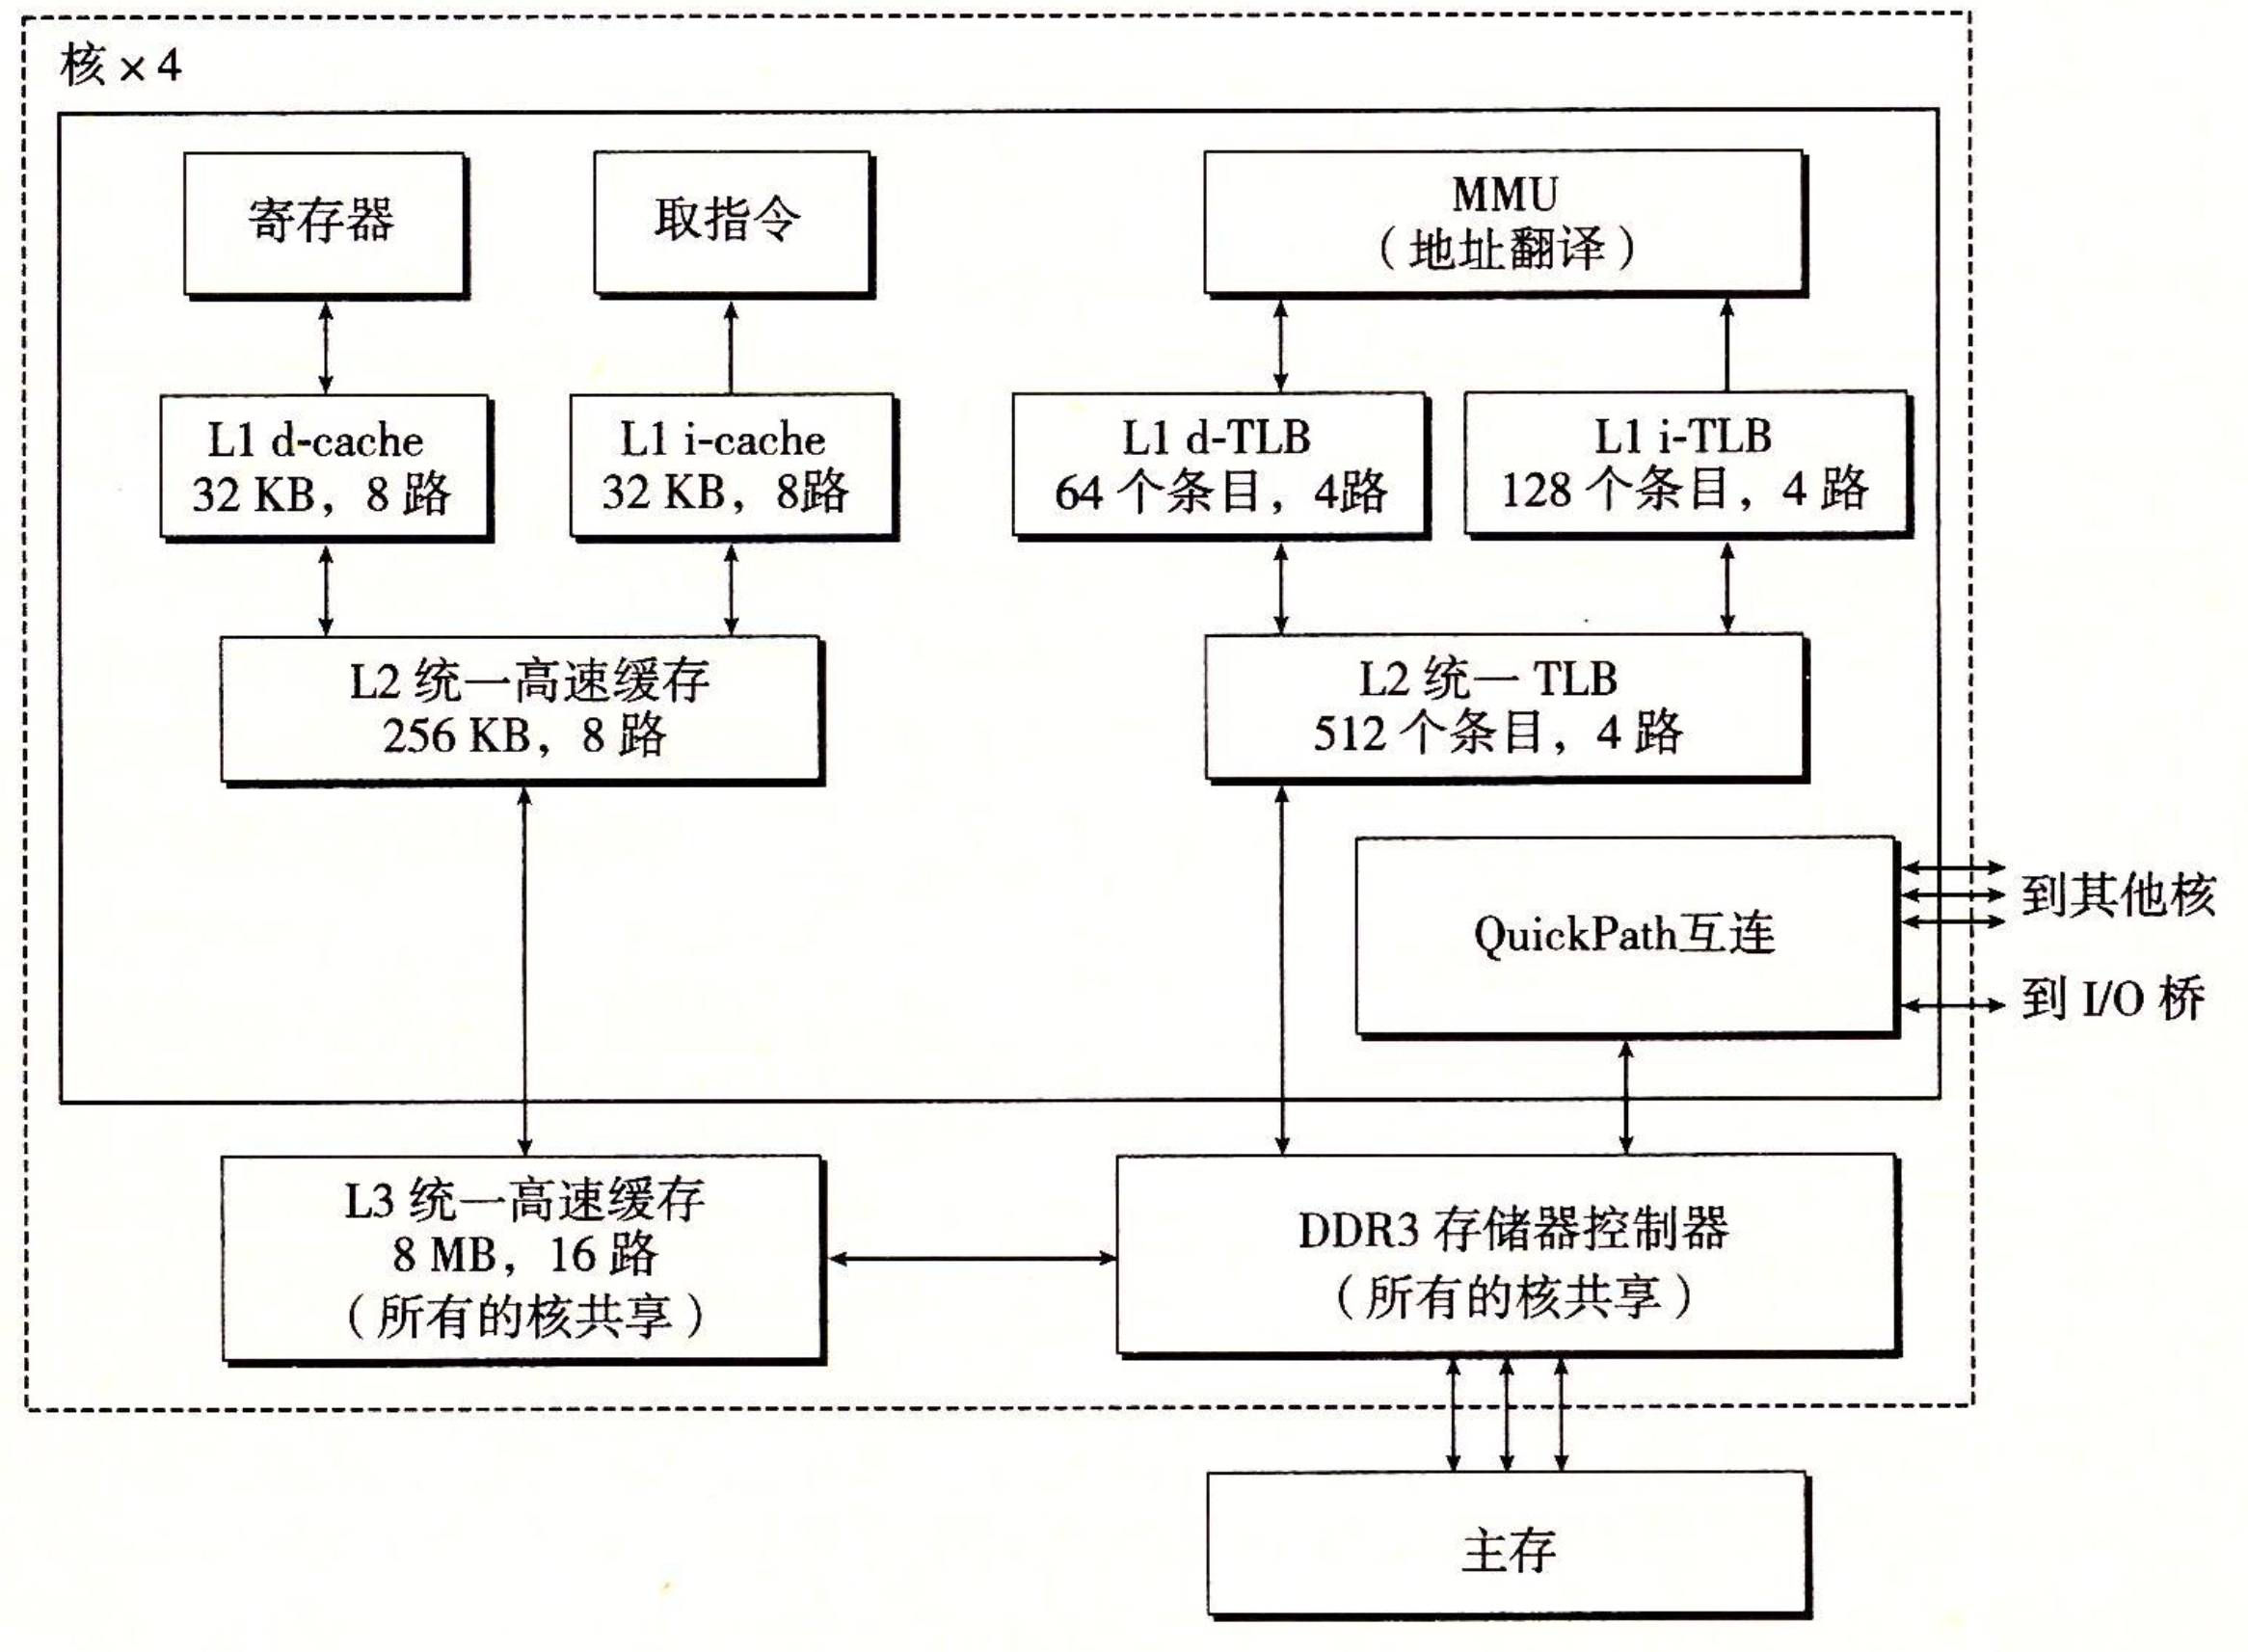 核×4
寄存器
取指令
MMU
（地址翻译）
L1 d-cache
32 KB，8 路
L1 i-cache
32 KB，8路
L1 d-TLB
64 个条目，4路
L1 i-TLB
128 个条目，4 路
L2 统一高速缓存
256 KB，8 路
L2 统一 TLB
512 个条目，4 路
QuickPath互连
到其他核
到 I/O 桥
L3 统一高速缓存
8 MB，16 路
（所有的核共享）
DDR3 存储器控制器
（所有的核共享）
主存